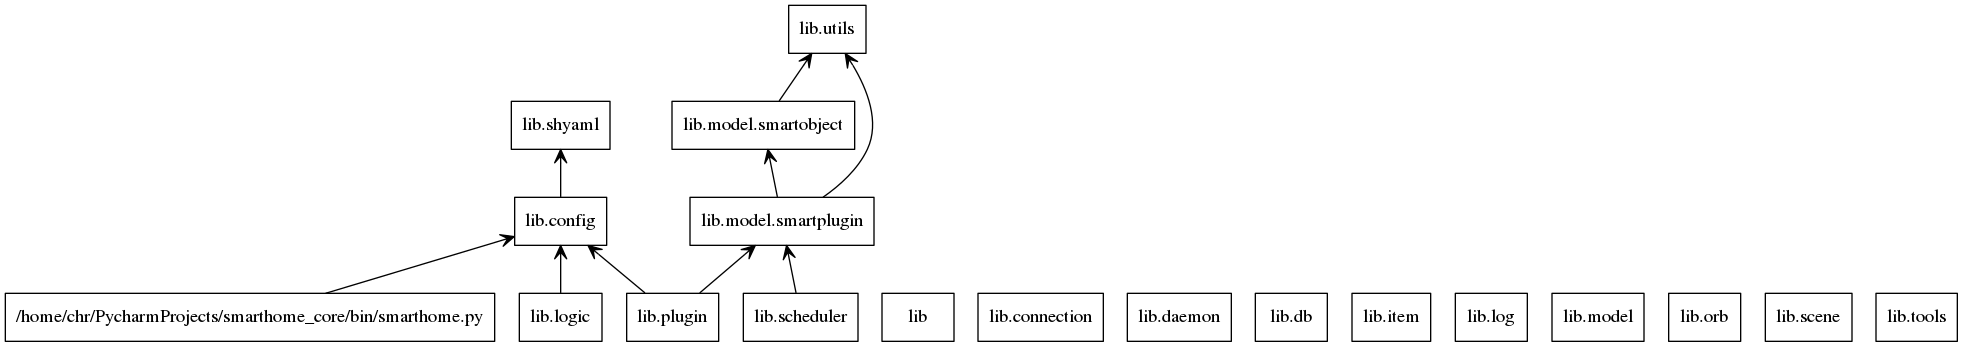 lib.utils
lib.shyaml
lib.model.smartobject
lib.config
lib.model.smartplugin
/home/chr/PycharmProjects/smarthome_core/bin/smarthome.py
lib.logic
lib.plugin
lib.scheduler
lib
lib.connection
lib.daemon
lib.db
lib.item
lib.log
lib.model
lib.orb
lib.scene
lib.tools